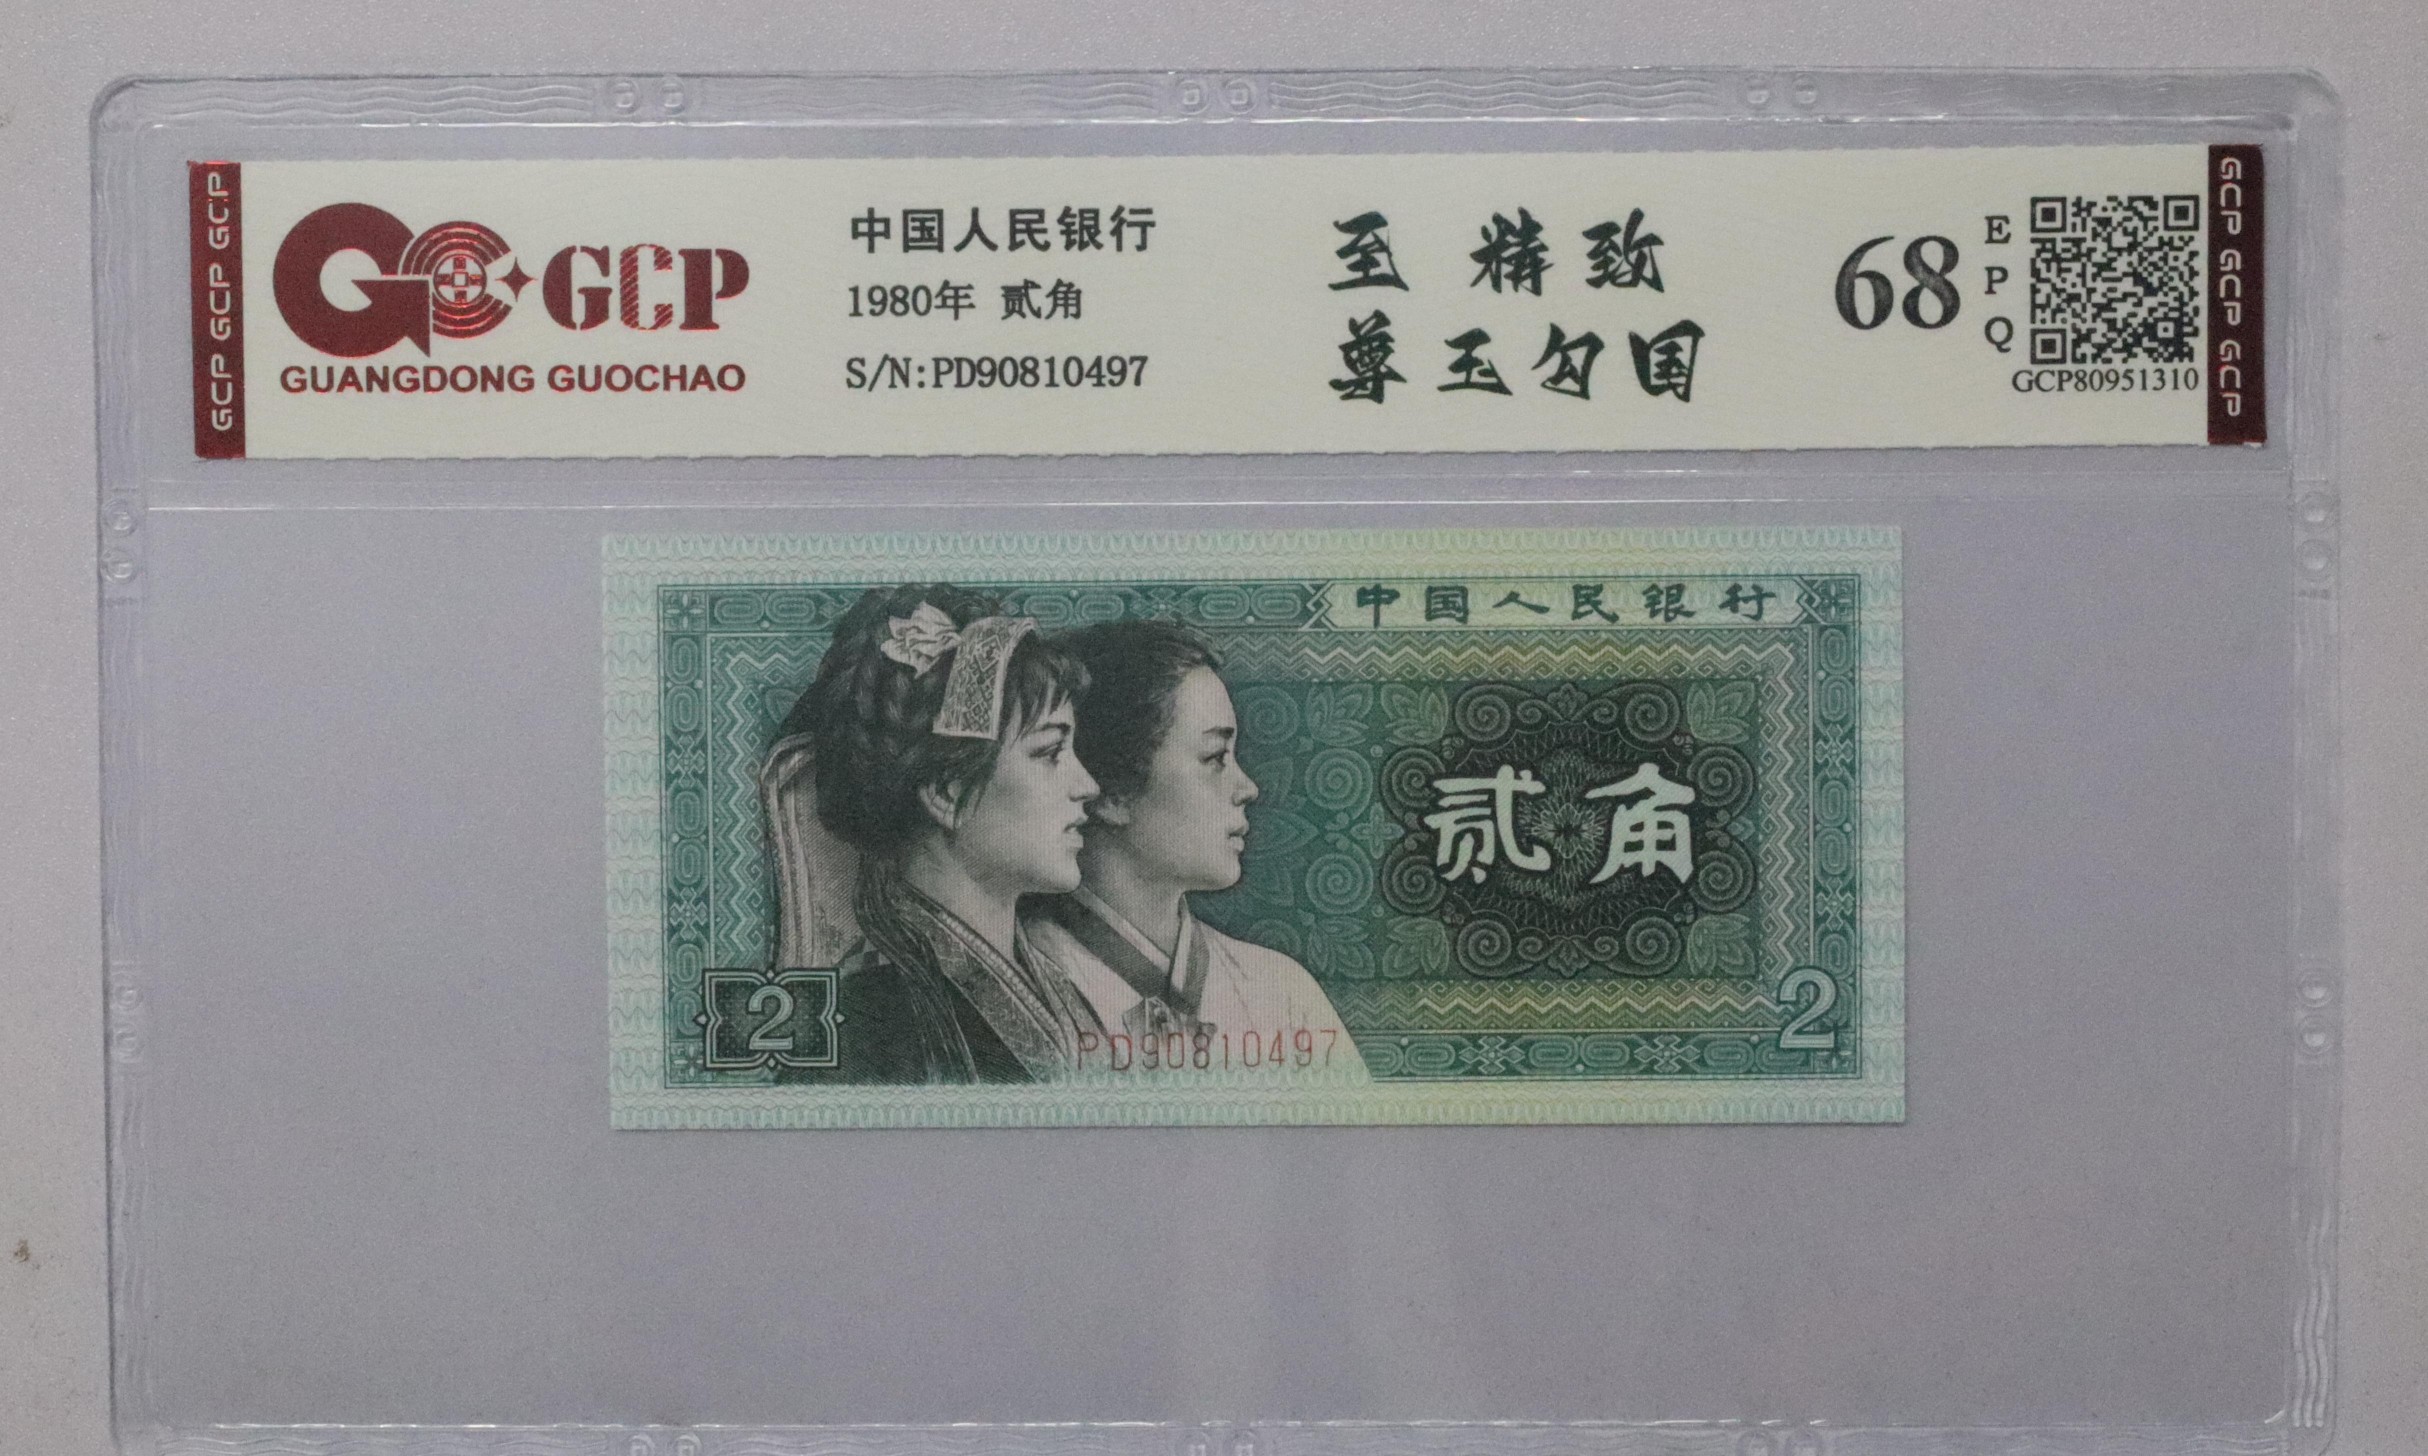 GCP GCP GCP
GCP
GUANGDONG GUOCHAO
中国人民银行
1980年 贰角
S/N:PD90810497
至 精致
尊 玉勾国
68
EPQ
GCP80951310
GCP GCP GCP
中国人民银行
贰角
2
PD90810497
2